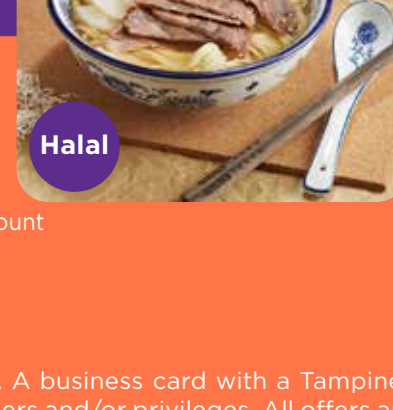 Halal
ount
. A business card with a Tampine
ers and/or privileges. All offers a